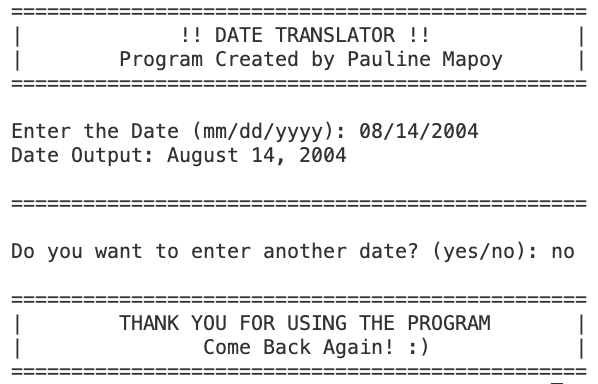 ================================================
|             !! DATE TRANSLATOR !!            |
|        Program Created by Pauline Mapoy      |
================================================
Enter the Date (mm/dd/yyyy): 08/14/2004
Date Output: August 14, 2004
================================================
Do you want to enter another date? (yes/no): no
================================================
|        THANK YOU FOR USING THE PROGRAM       |
|               Come Back Again! :)            |
================================================